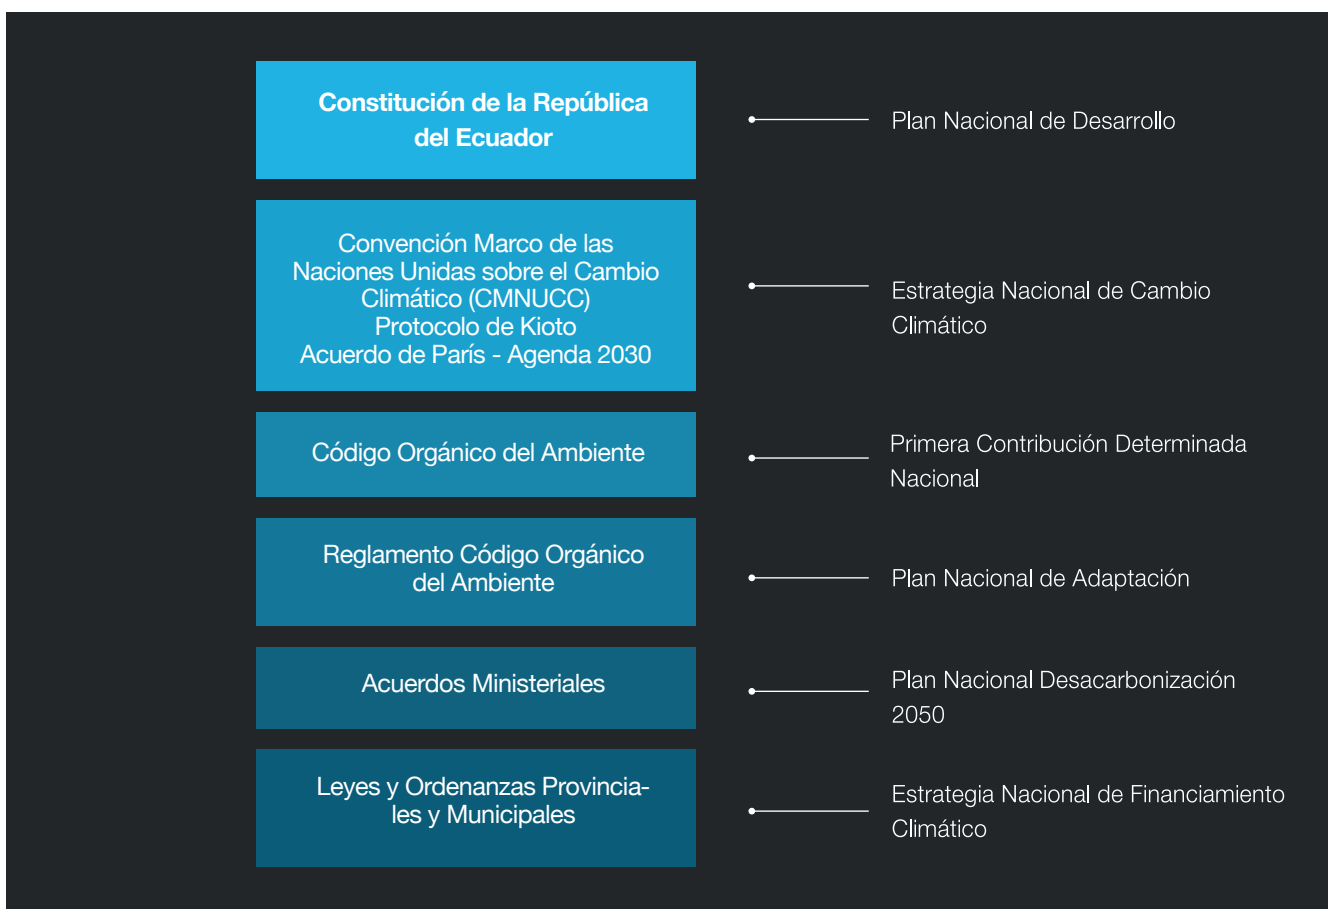 Constitución de la República
del Ecuador
Plan Nacional de Desarrollo
Convención Marco de las
Naciones Unidas sobre el Cambio
Climático (CMNUCC)
Protocolo de Kioto
Acuerdo de París - Agenda 2030
Estrategia Nacional de Cambio
Climático
Código Orgánico del Ambiente
Primera Contribución Determinada
Nacional
Reglamento Código Orgánico
del Ambiente
Plan Nacional de Adaptación
Acuerdos Ministeriales
Plan Nacional Desacarbonización
2050
Leyes y Ordenanzas Provincia-
les y Municipales
Estrategia Nacional de Financiamiento
Climático